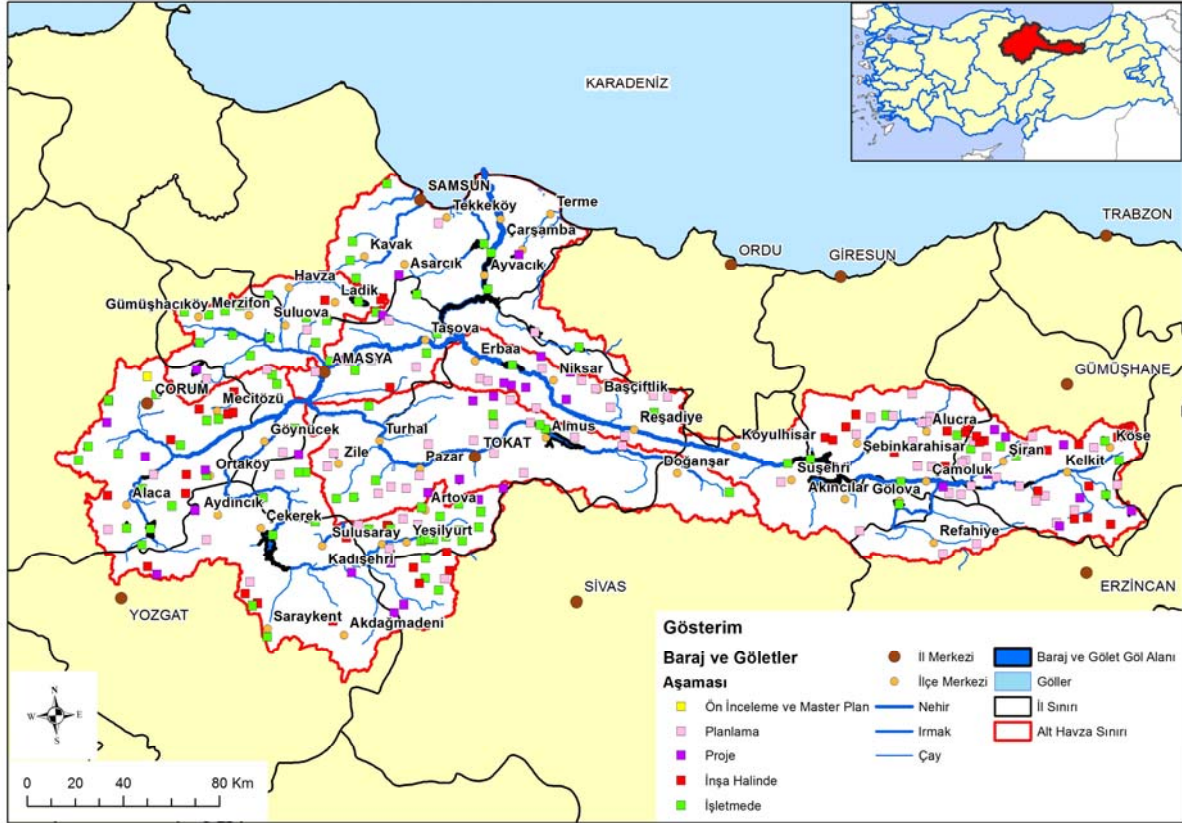 KARADENİZ
SAMSUN
Tekkeköy
Terme
Çarşamba
TRABZON
ORDU
GİRESUN
Kavak
Asarcık
Ayvacık
Havza
Ladik
Gümüşhacıköy
Merzifon
Suluova
Taşova
AMASYA
Erbaa
Niksar
Başçiftlik
GÜMÜŞHANE
ÇORUM
Mecitözü
Göynücek
Turhal
Almus
Reşadiye
Koyulhisar
Alucra
Şebinkarahisar
Köse
Şiran
Zile
Pazar
TOKAT
Doğanşar
Suşehri
Çamoluk
Kelkit
Ortaköy
Alaca
Aydıncık
Artova
Akıncılar
Gölova
Çekerek
Sulusaray
Yeşilyurt
Refahiye
Kadışehri
YOZGAT
SİVAS
ERZİNCAN
Saraykent
Akdağmadeni
N
W E
S
0 20 40 80 Km
Gösterim
Baraj ve Göletler
Aşaması
Ön İnceleme ve Master Plan
Planlama
Proje
İnşa Halinde
İşletmede
İl Merkezi
İlçe Merkezi
Nehir
Irmak
Çay
Baraj ve Gölet Göl Alanı
Göller
İl Sınırı
Alt Havza Sınırı